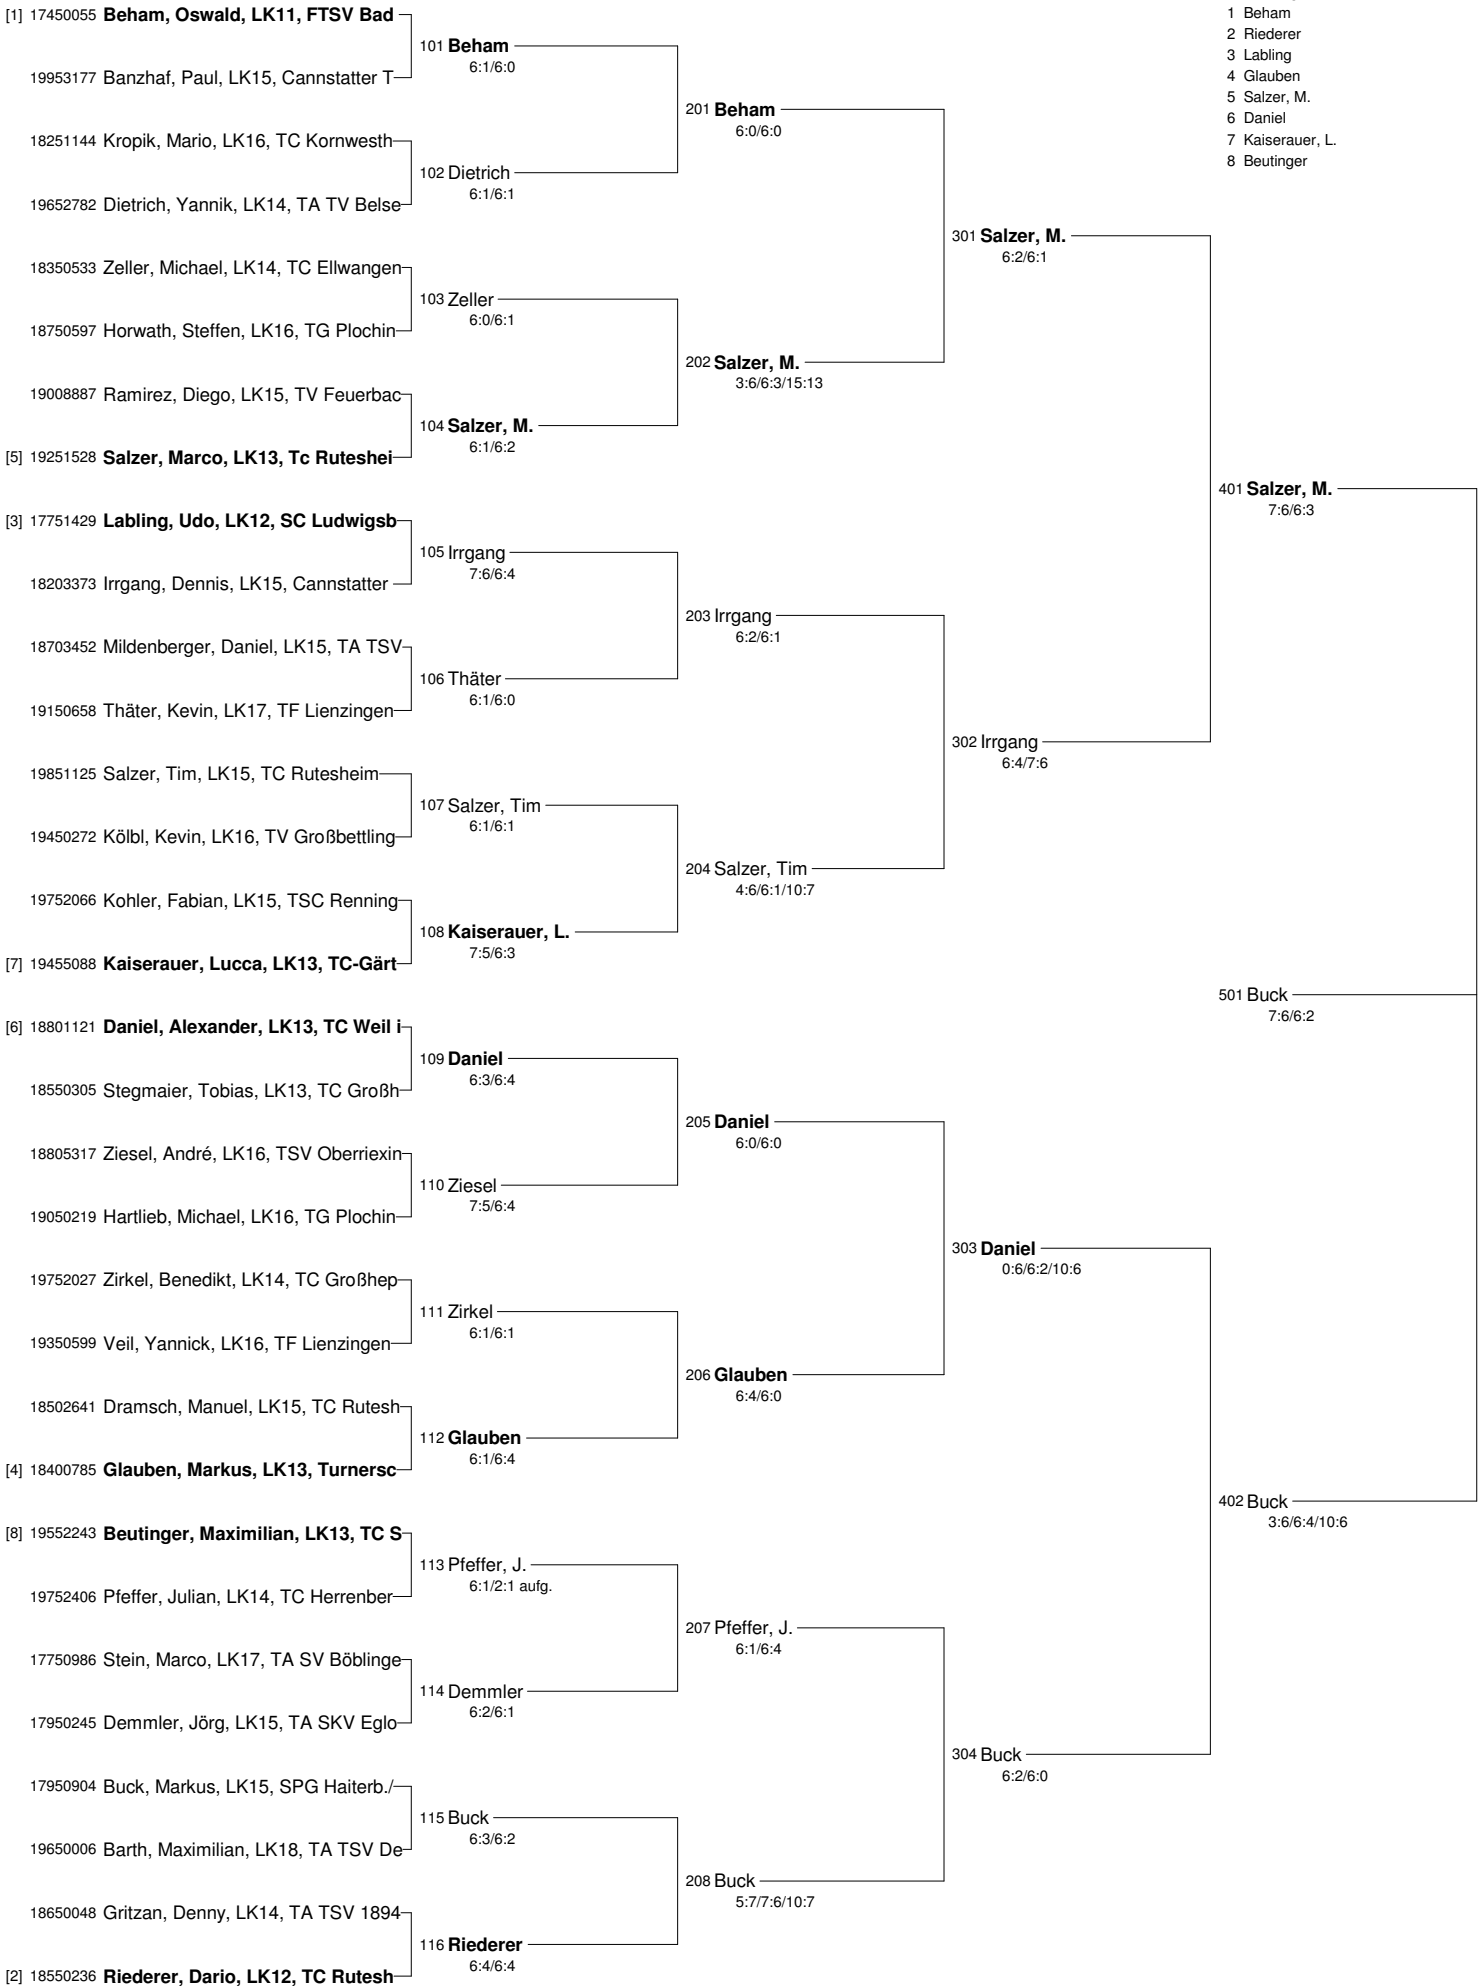 [1] 17450055 Beham, Oswald, LK11, FTSV Bad
19953177 Banzhaf, Paul, LK15, Cannstatter T
18251144 Kropik, Mario, LK16, TC Kornwesth
19652782 Dietrich, Yannik, LK14, TA TV Belse
18350533 Zeller, Michael, LK14, TC Ellwangen
18750597 Horwath, Steffen, LK16, TG Plochin
19008887 Ramirez, Diego, LK15, TV Feuerbac
[5] 19251528 Salzer, Marco, LK13, Tc Ruteshei
[3] 17751429 Labling, Udo, LK12, SC Ludwigsb
18203373 Irrgang, Dennis, LK15, Cannstatter
18703452 Mildenberger, Daniel, LK15, TA TSV
19150658 Thäter, Kevin, LK17, TF Lienzingen
19851125 Salzer, Tim, LK15, TC Rutesheim
19450272 Kölbl, Kevin, LK16, TV Großbettling
19752066 Kohler, Fabian, LK15, TSC Renning
[7] 19455088 Kaiserauer, Lucca, LK13, TC-Gärt
[6] 18801121 Daniel, Alexander, LK13, TC Weil i
18550305 Stegmaier, Tobias, LK13, TC Großh
18805317 Ziesel, André, LK16, TSV Oberriexin
19050219 Hartlieb, Michael, LK16, TG Plochin
19752027 Zirkel, Benedikt, LK14, TC Großhep
19350599 Veil, Yannick, LK16, TF Lienzingen
18502641 Dramsch, Manuel, LK15, TC Rutesh
[4] 18400785 Glauben, Markus, LK13, Turnersc
[8] 19552243 Beutinger, Maximilian, LK13, TC S
19752406 Pfeffer, Julian, LK14, TC Herrenber
17750986 Stein, Marco, LK17, TA SV Böblinge
17950245 Demmler, Jörg, LK15, TA SKV Eglo
17950904 Buck, Markus, LK15, SPG Haiterb./
19650006 Barth, Maximilian, LK18, TA TSV De
18650048 Gritzan, Denny, LK14, TA TSV 1894
[2] 18550236 Riederer, Dario, LK12, TC Rutesh
101 Beham
6:1/6:0
102 Dietrich
6:1/6:1
103 Zeller
6:0/6:1
104 Salzer, M.
6:1/6:2
105 Irrgang
7:6/6:4
106 Thäter
6:1/6:0
107 Salzer, Tim
6:1/6:1
108 Kaiserauer, L.
7:5/6:3
109 Daniel
6:3/6:4
110 Ziesel
7:5/6:4
111 Zirkel
6:1/6:1
112 Glauben
6:1/6:4
113 Pfeffer, J.
6:1/2:1 aufg.
114 Demmler
6:2/6:1
115 Buck
6:3/6:2
116 Riederer
6:4/6:4
201 Beham
6:0/6:0
202 Salzer, M.
3:6/6:3/15:13
203 Irrgang
6:2/6:1
204 Salzer, Tim
4:6/6:1/10:7
205 Daniel
6:0/6:0
206 Glauben
6:4/6:0
207 Pfeffer, J.
6:1/6:4
208 Buck
5:7/7:6/10:7
301 Salzer, M.
6:2/6:1
302 Irrgang
6:4/7:6
303 Daniel
0:6/6:2/10:6
304 Buck
6:2/6:0
401 Salzer, M.
7:6/6:3
402 Buck
3:6/6:4/10:6
501 Buck
7:6/6:2
1 Beham
2 Riederer
3 Labling
4 Glauben
5 Salzer, M.
6 Daniel
7 Kaiserauer, L.
8 Beutinger